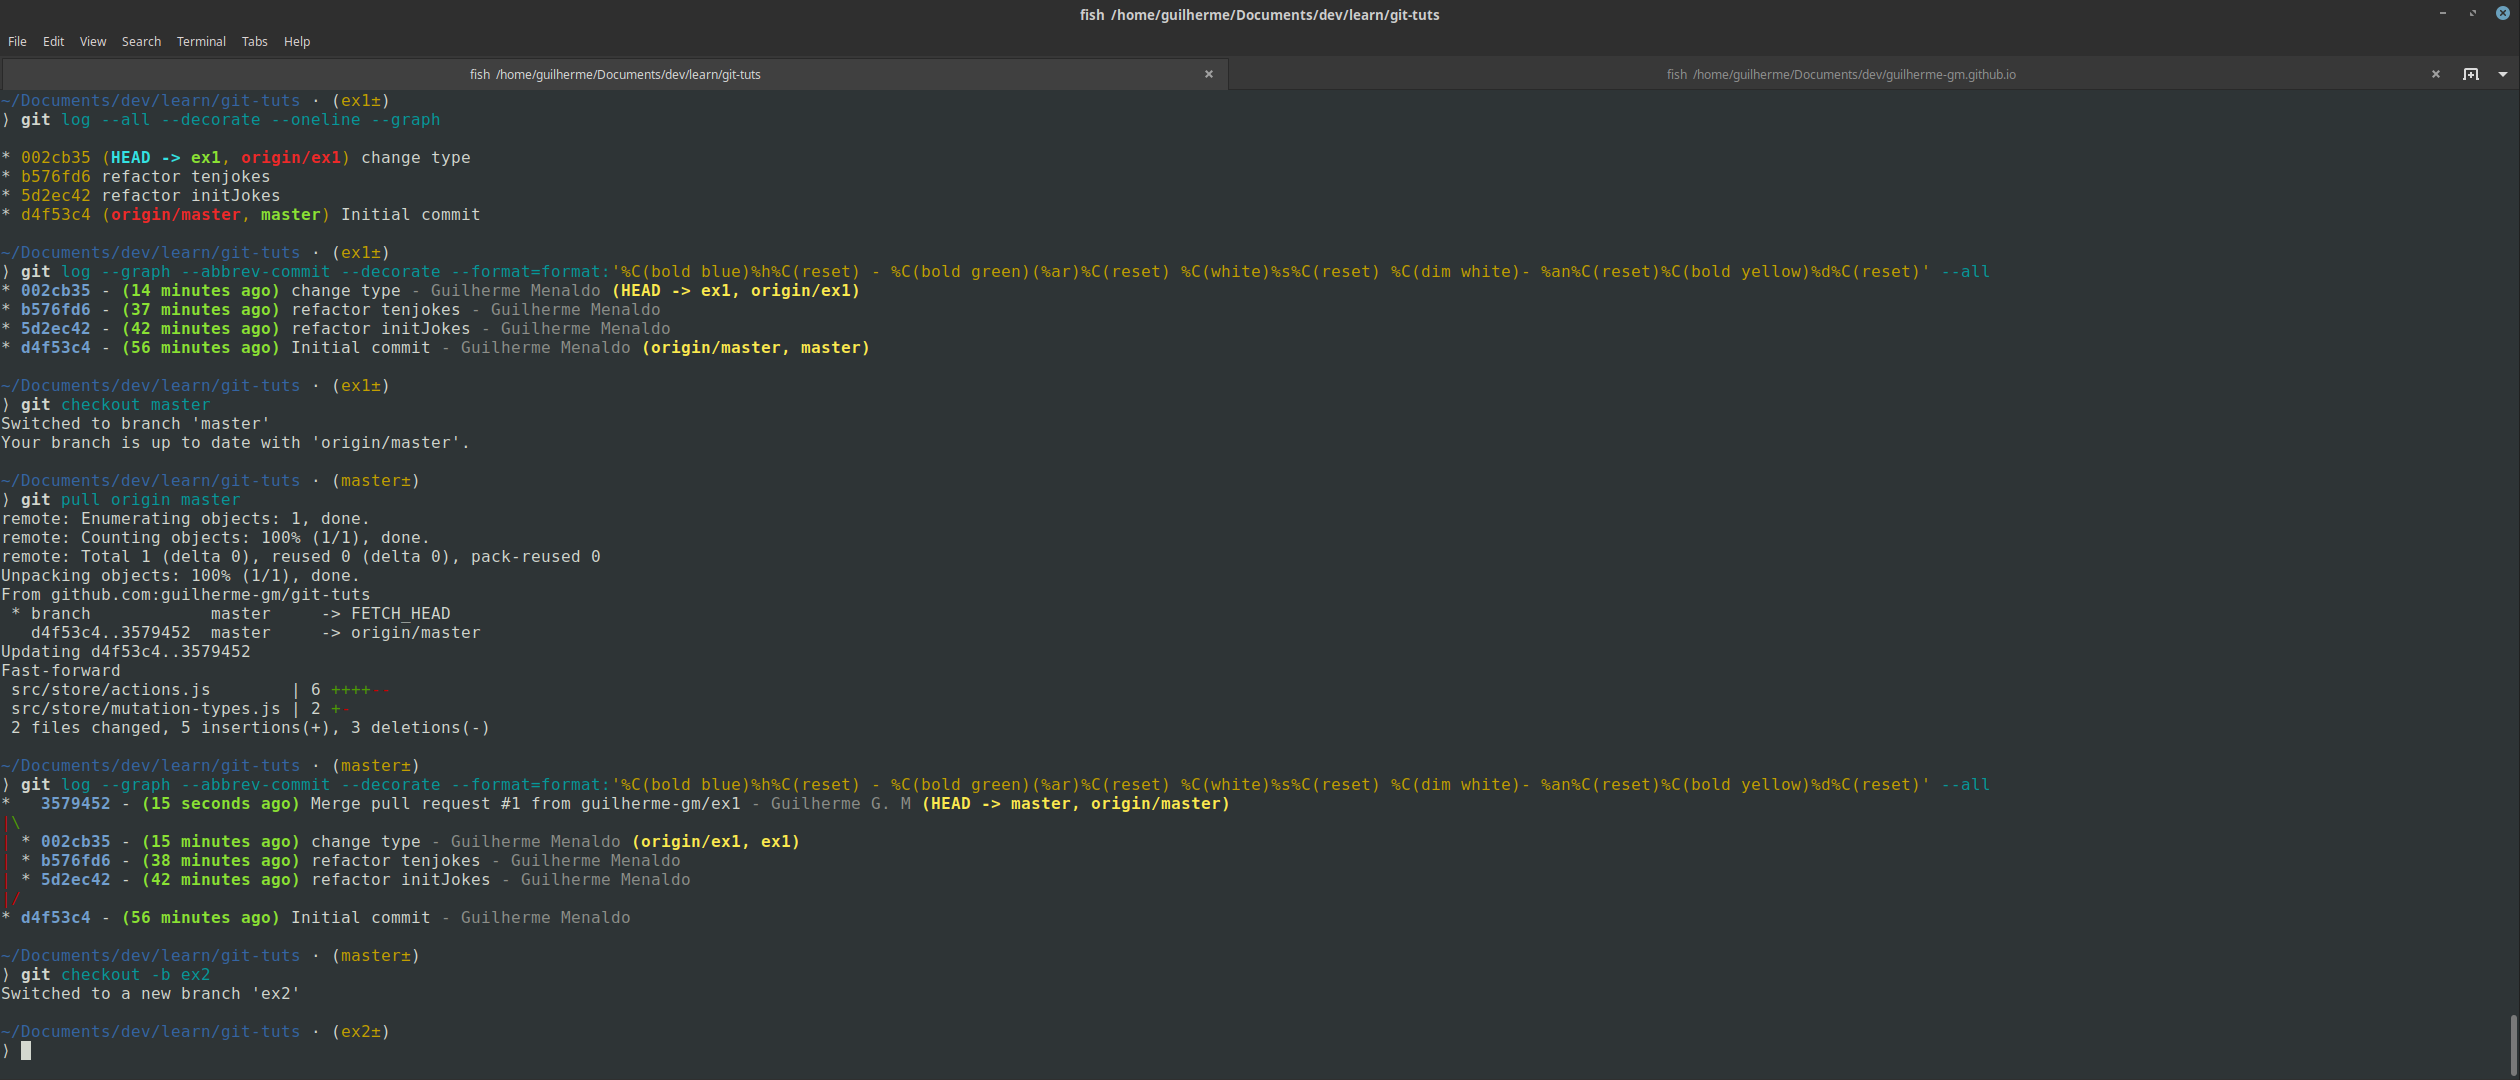 fish /home/guilherme/Documents/dev/learn/git-tuts
File Edit View Search Terminal Tabs Help
fish /home/guilherme/Documents/dev/learn/git-tuts
fish /home/guilherme/Documents/dev/guilherme-gm.github.io
~/Documents/dev/learn/git-tuts · (ex1±)
⟩ git log --all --decorate --oneline --graph
* 002cb35 (HEAD -> ex1, origin/ex1) change type
* b576fd6 refactor tenjokes
* 5d2ec42 refactor initJokes
* d4f53c4 (origin/master, master) Initial commit
~/Documents/dev/learn/git-tuts · (ex1±)
⟩ git log --graph --abbrev-commit --decorate --format=format:'%C(bold blue)%h%C(reset) - %C(bold green)(%ar)%C(reset) %C(white)%s%C(reset) %C(dim white)- %an%C(reset)%C(bold yellow)%d%C(reset)' --all
* 002cb35 - (14 minutes ago) change type - Guilherme Menaldo (HEAD -> ex1, origin/ex1)
* b576fd6 - (37 minutes ago) refactor tenjokes - Guilherme Menaldo
* 5d2ec42 - (42 minutes ago) refactor initJokes - Guilherme Menaldo
* d4f53c4 - (56 minutes ago) Initial commit - Guilherme Menaldo (origin/master, master)
~/Documents/dev/learn/git-tuts · (ex1±)
⟩ git checkout master
Switched to branch 'master'
Your branch is up to date with 'origin/master'.
~/Documents/dev/learn/git-tuts · (master±)
⟩ git pull origin master
remote: Enumerating objects: 1, done.
remote: Counting objects: 100% (1/1), done.
remote: Total 1 (delta 0), reused 0 (delta 0), pack-reused 0
Unpacking objects: 100% (1/1), done.
From github.com:guilherme-gm/git-tuts
 * branch            master     -> FETCH_HEAD
   d4f53c4..3579452  master     -> origin/master
Updating d4f53c4..3579452
Fast-forward
 src/store/actions.js        | 6 ++++--
 src/store/mutation-types.js | 2 +-
 2 files changed, 5 insertions(+), 3 deletions(-)
~/Documents/dev/learn/git-tuts · (master±)
⟩ git log --graph --abbrev-commit --decorate --format=format:'%C(bold blue)%h%C(reset) - %C(bold green)(%ar)%C(reset) %C(white)%s%C(reset) %C(dim white)- %an%C(reset)%C(bold yellow)%d%C(reset)' --all
*   3579452 - (15 seconds ago) Merge pull request #1 from guilherme-gm/ex1 - Guilherme G. M (HEAD -> master, origin/master)
|\
| * 002cb35 - (15 minutes ago) change type - Guilherme Menaldo (origin/ex1, ex1)
| * b576fd6 - (38 minutes ago) refactor tenjokes - Guilherme Menaldo
| * 5d2ec42 - (42 minutes ago) refactor initJokes - Guilherme Menaldo
|/
* d4f53c4 - (56 minutes ago) Initial commit - Guilherme Menaldo
~/Documents/dev/learn/git-tuts · (master±)
⟩ git checkout -b ex2
Switched to a new branch 'ex2'
~/Documents/dev/learn/git-tuts · (ex2±)
⟩